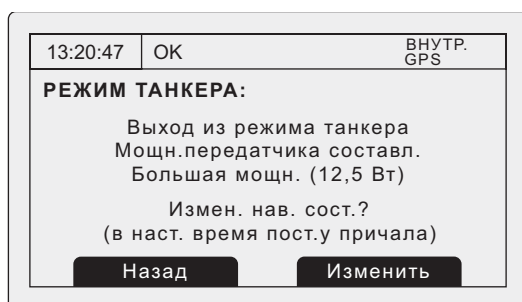 13:20:47 OK ВНУТР. GPS
РЕЖИМ ТАНКЕРА:
Выход из режима танкера
Мощн.передатчика составл.
Большая мощн. (12,5 Вт)
Измен. нав. сост.?
(в наст. время пост.у причала)
Назад Изменить